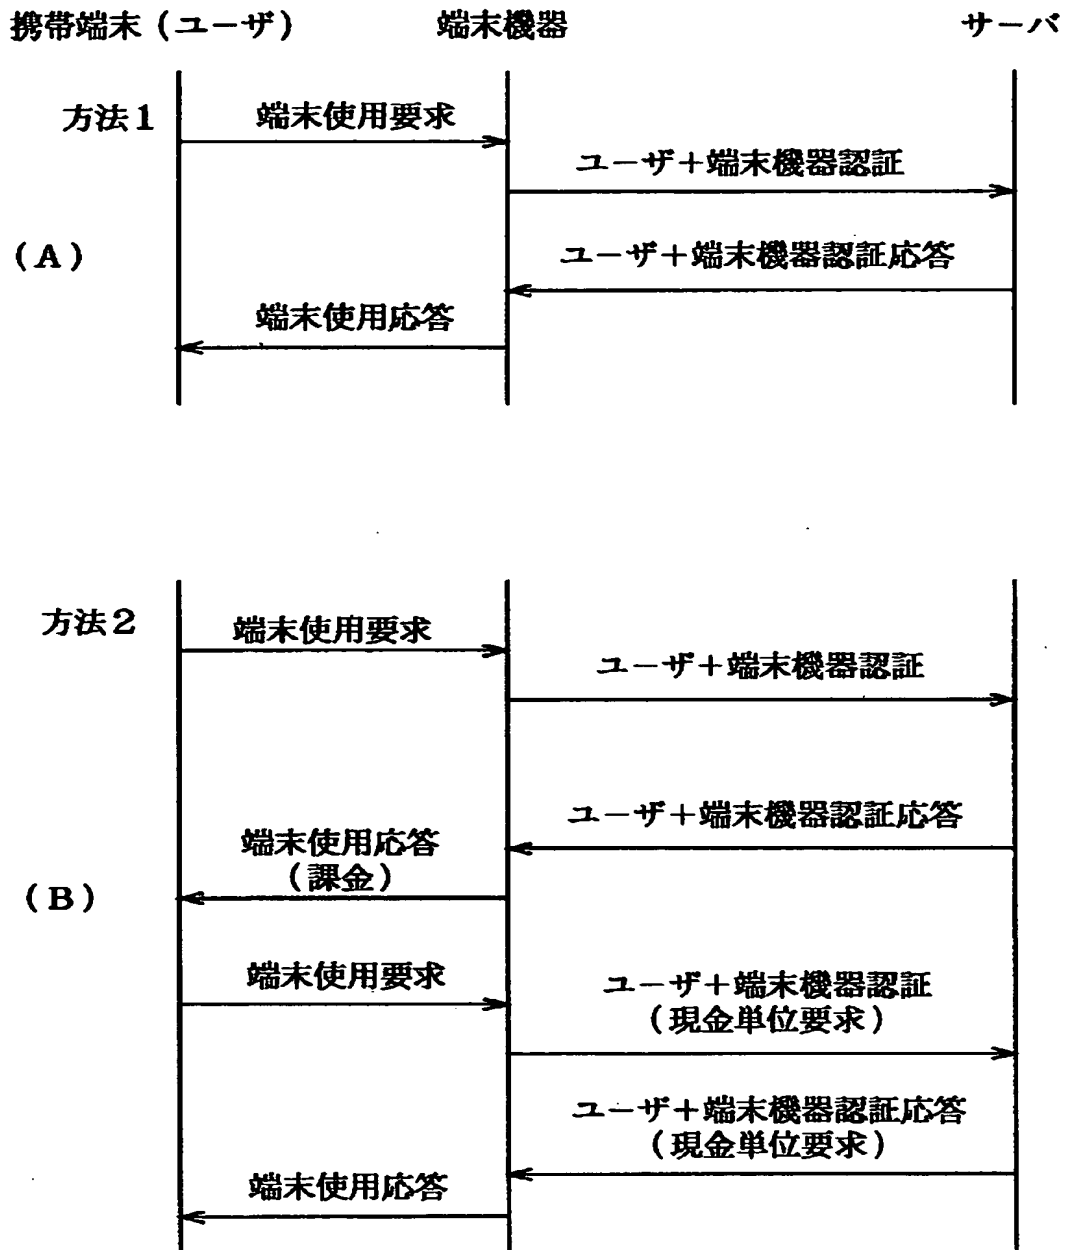 携帯端末(ユーザ) 端末機器 サーバ
方法1
端末使用要求
ユーザ+端末機器認証
(A)
ユーザ+端末機器認証応答
端末使用応答
方法2
端末使用要求
ユーザ+端末機器認証
ユーザ+端末機器認証応答
端末使用応答
(課金)
(B)
端末使用要求
ユーザ+端末機器認証
(現金単位要求)
ユーザ+端末機器認証応答
(現金単位要求)
端末使用応答